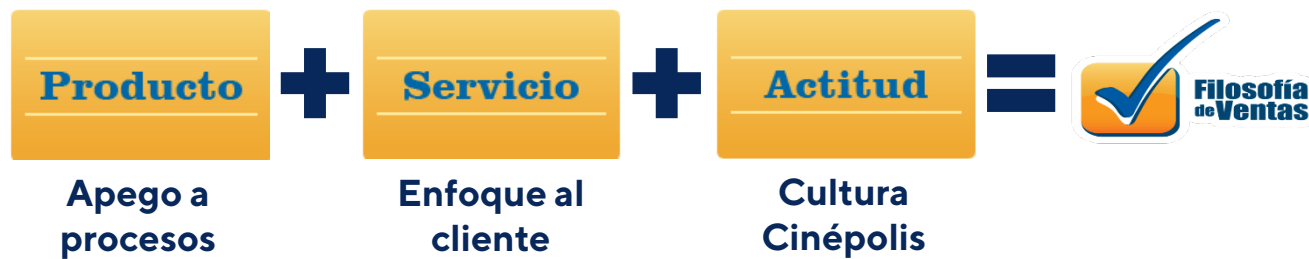 Producto + Servicio + Actitud =
Filosofía
de Ventas
Apego a
procesos
Enfoque al
cliente
Cultura
Cinépolis